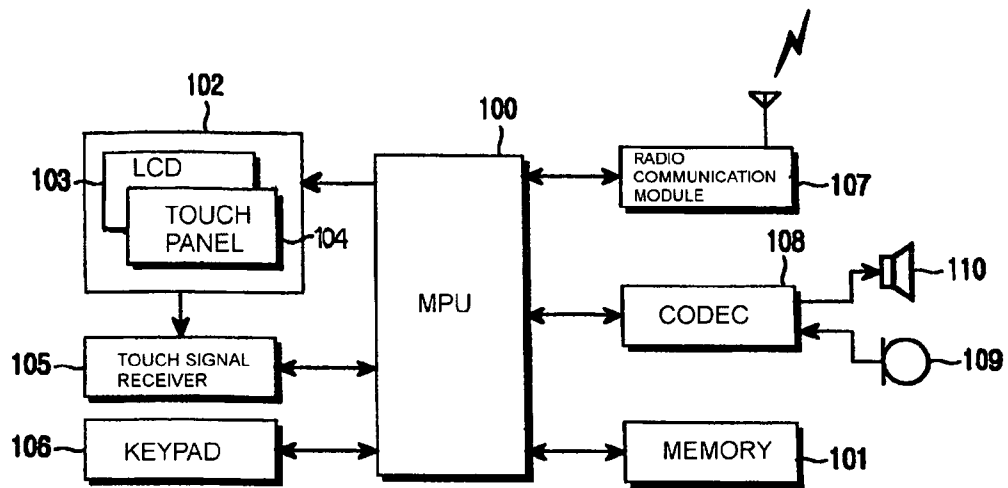 102
100
103
LCD
TOUCH
PANEL
104
RADIO
COMMUNICATION
MODULE
107
MPU
108
CODEC
110
109
105
TOUCH SIGNAL
RECEIVER
106
KEYPAD
MEMORY
101